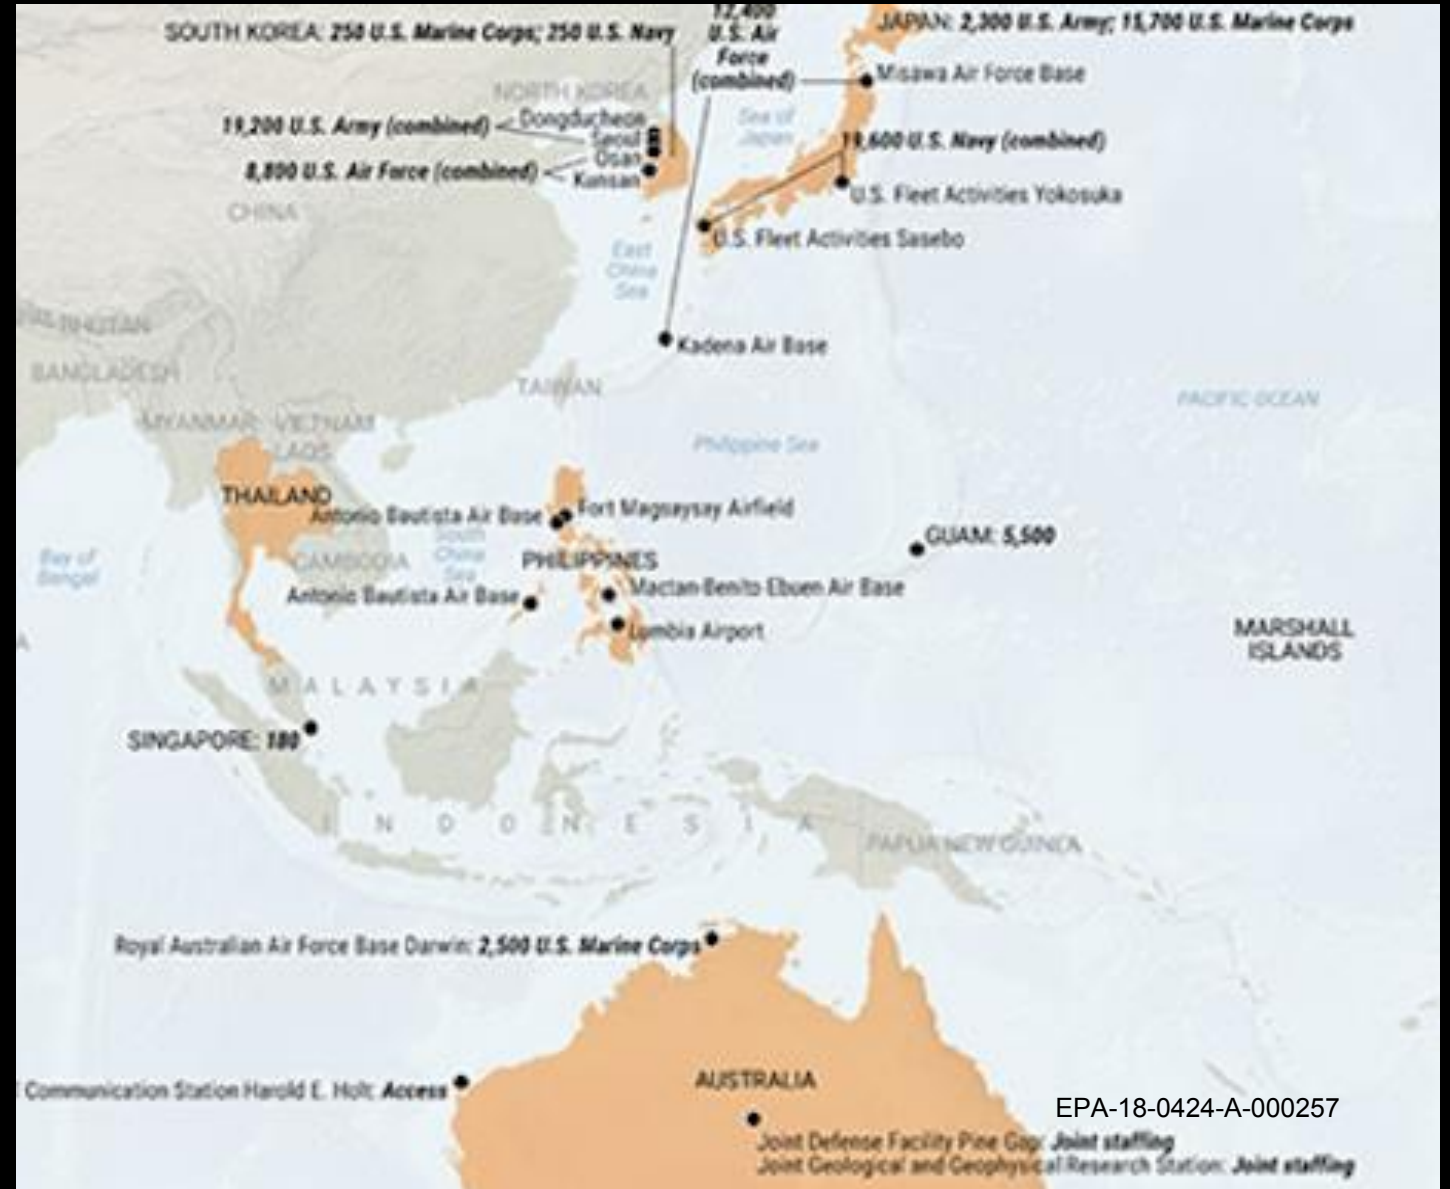 SOUTH KOREA: 250 U.S. Marine Corps; 250 U.S. Navy
12,400
U.S. Air
Force
(combined)
JAPAN: 2,300 U.S. Army; 15,700 U.S. Marine Corps
Misawa Air Force Base
NORTH KOREA
19,200 U.S. Army (combined)
Dongducheon
Seoul
Osan
8,800 U.S. Air Force (combined)
Kunsan
Sea of
Japan
19,600 U.S. Navy (combined)
U.S. Fleet Activities Yokosuka
CHINA
U.S. Fleet Activities Sasebo
East
China
Sea
BHUTAN
Kadena Air Base
BANGLADESH
TAIWAN
PACIFIC OCEAN
MYANMAR
VIETNAM
LAOS
Philippine Sea
THAILAND
Antonio Bautista Air Base
Fort Magsaysay Airfield
South
China
Sea
GUAM: 5,500
Bay of
Bengal
CAMBODIA
PHILIPPINES
Antonio Bautista Air Base
Mactan-Benito Ebuen Air Base
Lumbia Airport
MARSHALL
ISLANDS
MALAYSIA
SINGAPORE: 180
INDONESIA
PAPUA NEW GUINEA
Royal Australian Air Force Base Darwin: 2,500 U.S. Marine Corps
Communication Station Harold E. Holt: Access
AUSTRALIA
EPA-18-0424-A-000257
Joint Defense Facility Pine Gap: Joint staffing
Joint Geological and Geophysical Research Station: Joint staffing